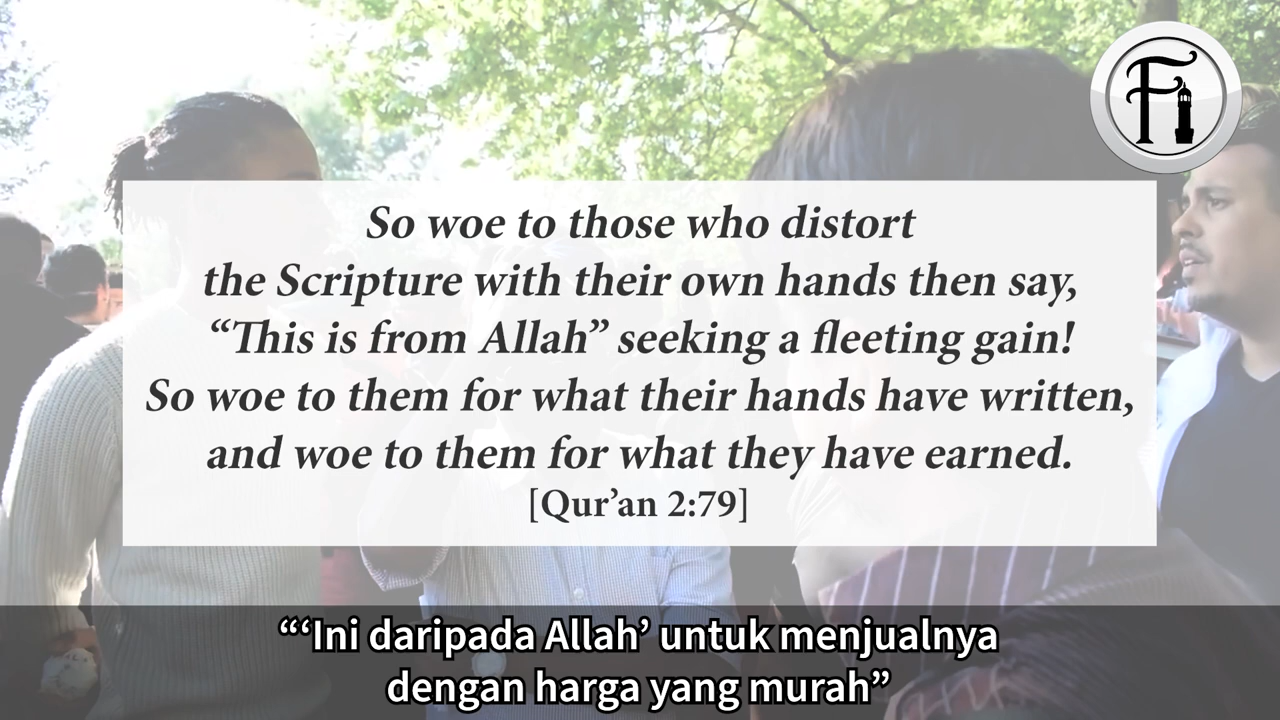 Fi
So woe to those who distort
the Scripture with their own hands then say,
“This is from Allah” seeking a fleeting gain!
So woe to them for what their hands have written,
and woe to them for what they have earned.
[Qur’an 2:79]
“‘Ini daripada Allah’ untuk menjualnya
dengan harga yang murah”